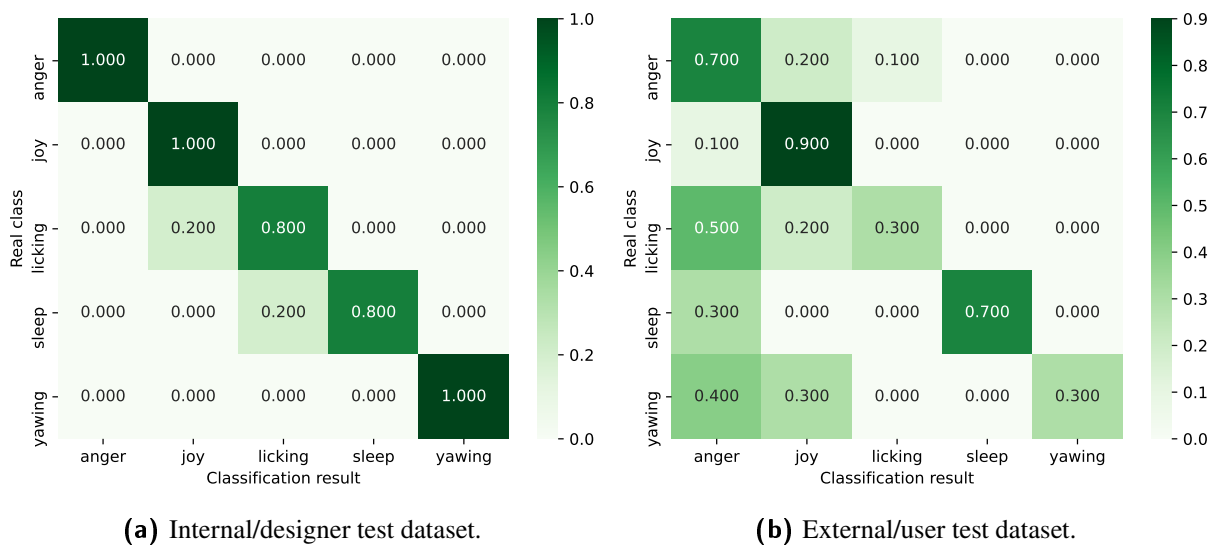 1.000 0.000 0.000 0.000 0.000
0.000 1.000 0.000 0.000 0.000
0.000 0.200 0.800 0.000 0.000
0.000 0.000 0.200 0.800 0.000
0.000 0.000 0.000 0.000 1.000
anger
joy
licking
sleep
yawing
Real class
anger joy licking sleep yawing
Classification result
1.0
0.8
0.6
0.4
0.2
0.0
(a) Internal/designer test dataset.
0.700 0.200 0.100 0.000 0.000
0.100 0.900 0.000 0.000 0.000
0.500 0.200 0.300 0.000 0.000
0.300 0.000 0.000 0.700 0.000
0.400 0.300 0.000 0.000 0.300
anger
joy
licking
sleep
yawing
Real class
anger joy licking sleep yawing
Classification result
0.9
0.8
0.7
0.6
0.5
0.4
0.3
0.2
0.1
0.0
(b) External/user test dataset.